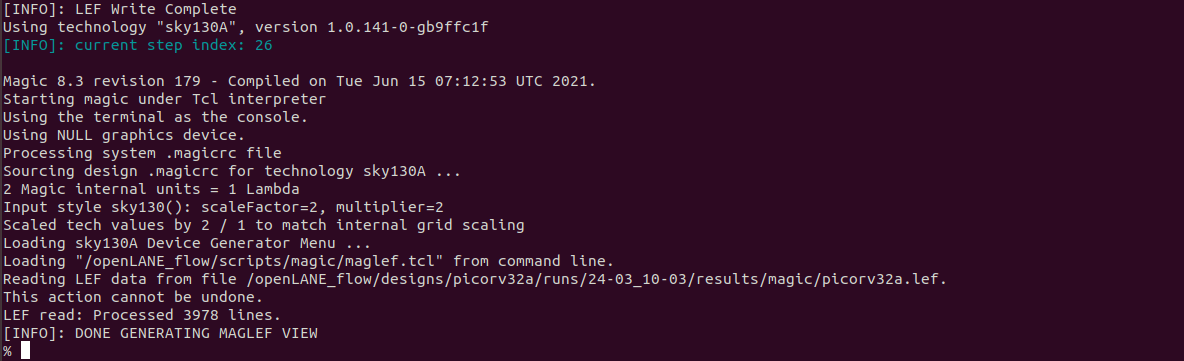 [INFO]: LEF Write Complete
Using technology "sky130A", version 1.0.141-0-gb9ffc1f
[INFO]: current step index: 26
Magic 8.3 revision 179 - Compiled on Tue Jun 15 07:12:53 UTC 2021.
Starting magic under Tcl interpreter
Using the terminal as the console.
Using NULL graphics device.
Processing system .magicrc file
Sourcing design .magicrc for technology sky130A ...
2 Magic internal units = 1 Lambda
Input style sky130(): scaleFactor=2, multiplier=2
Scaled tech values by 2 / 1 to match internal grid scaling
Loading sky130A Device Generator Menu ...
Loading "/openLANE_flow/scripts/magic/maglef.tcl" from command line.
Reading LEF data from file /openLANE_flow/designs/picorv32a/runs/24-03_10-03/results/magic/picorv32a.lef.
This action cannot be undone.
LEF read: Processed 3978 lines.
[INFO]: DONE GENERATING MAGLEF VIEW
%